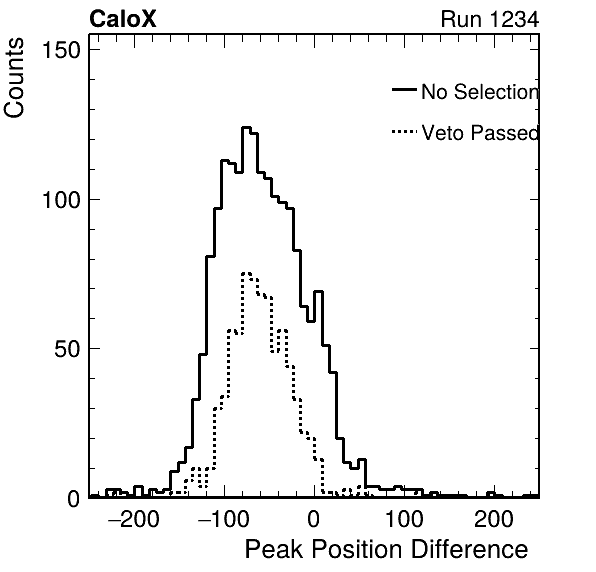 CaloX Run 1234
Counts
150
No Selection
Veto Passed
100
50
0
−200 −100 0 100 200
Peak Position Difference